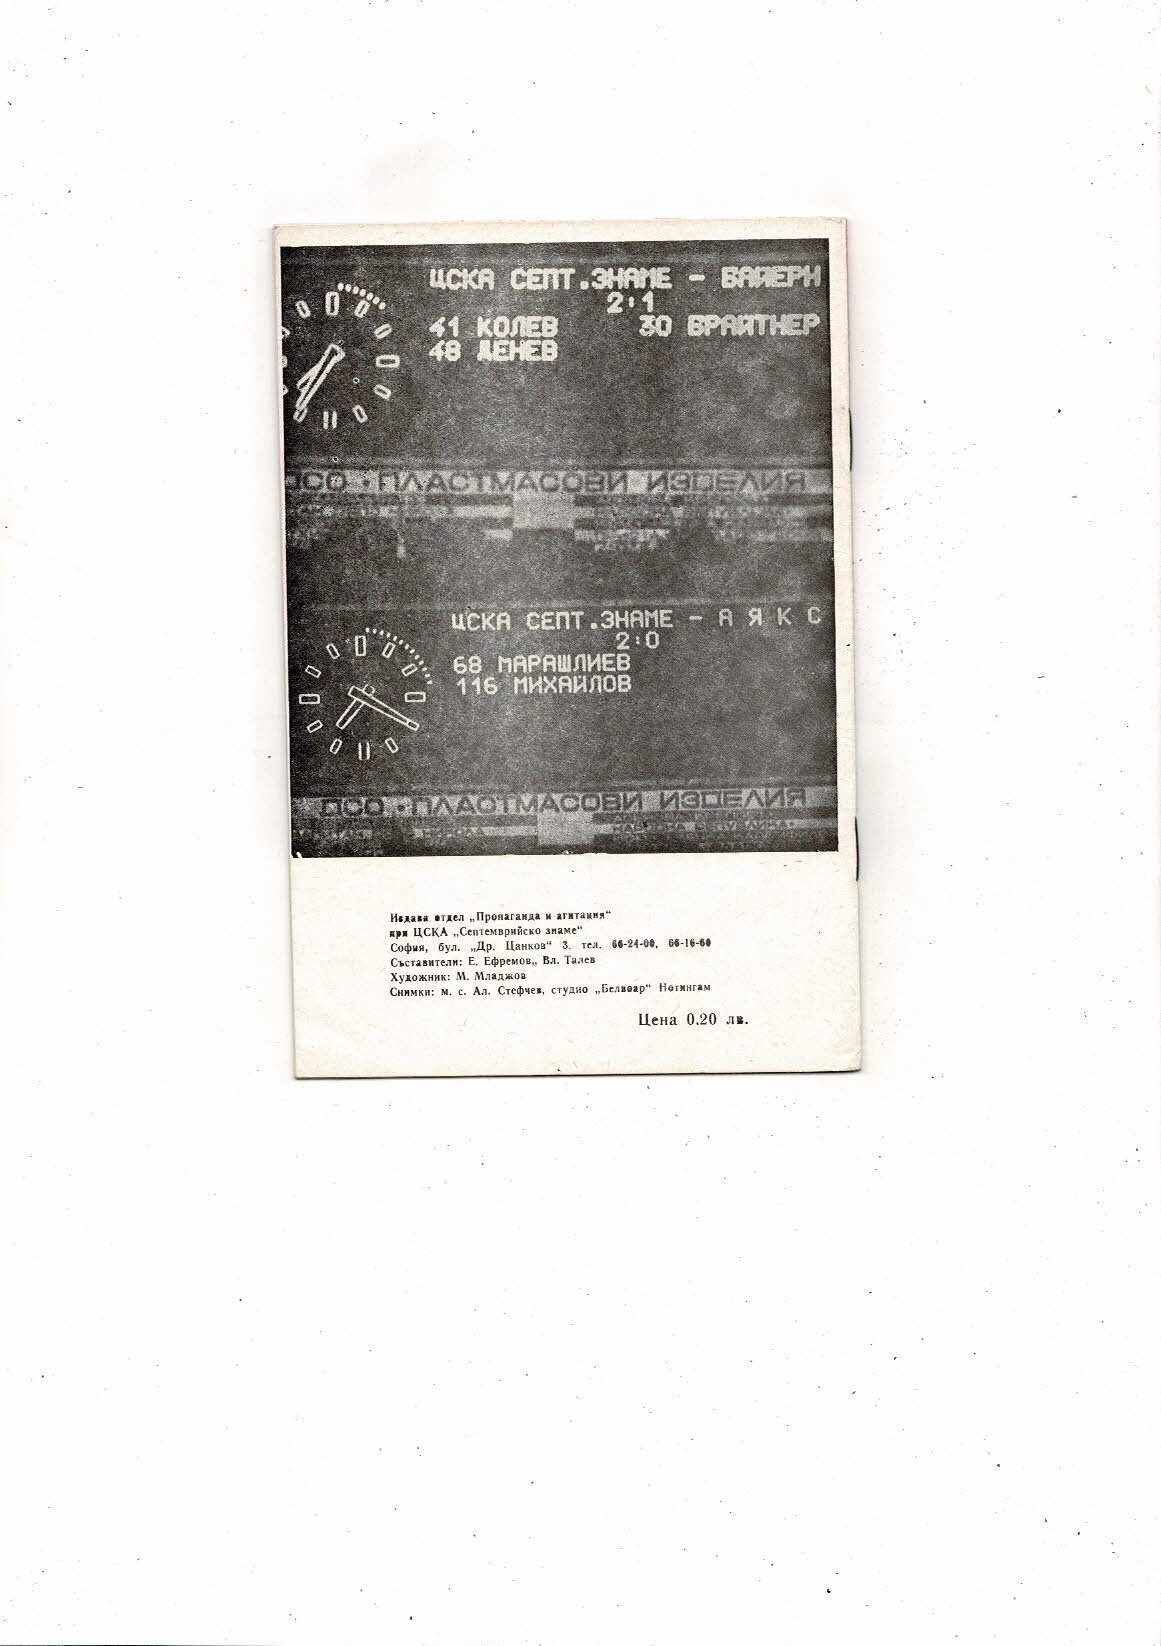 ЦСКА СЕПТ.ЗНАМЕ - БАЙЕРН
2:1
41 КОЛЕВ 30 БРАЙТНЕР
48 ДЕНЕВ
ДСО • ПЛАСТМАСОВИ ИЗДЕЛИЯ
ЦСКА СЕПТ.ЗНАМЕ - А Я К С
2:0
68 МАРАШЛИЕВ
116 МИХАЙЛОВ
ДСО • ПЛАСТМАСОВИ ИЗДЕЛИЯ
Издава отдел „Пропаганда и агитация“
при ЦСКА „Септемврийско знаме“
София, бул. „Др. Цанков“ 3. тел. 66-24-00, 66-16-60
Съставители: Е. Ефремов„ Вл. Талев
Художник: М. Младжов
Снимки: м. с. Ал. Стефчев, студио „Белвоар“ Нотингам
Цена 0.20 лв.